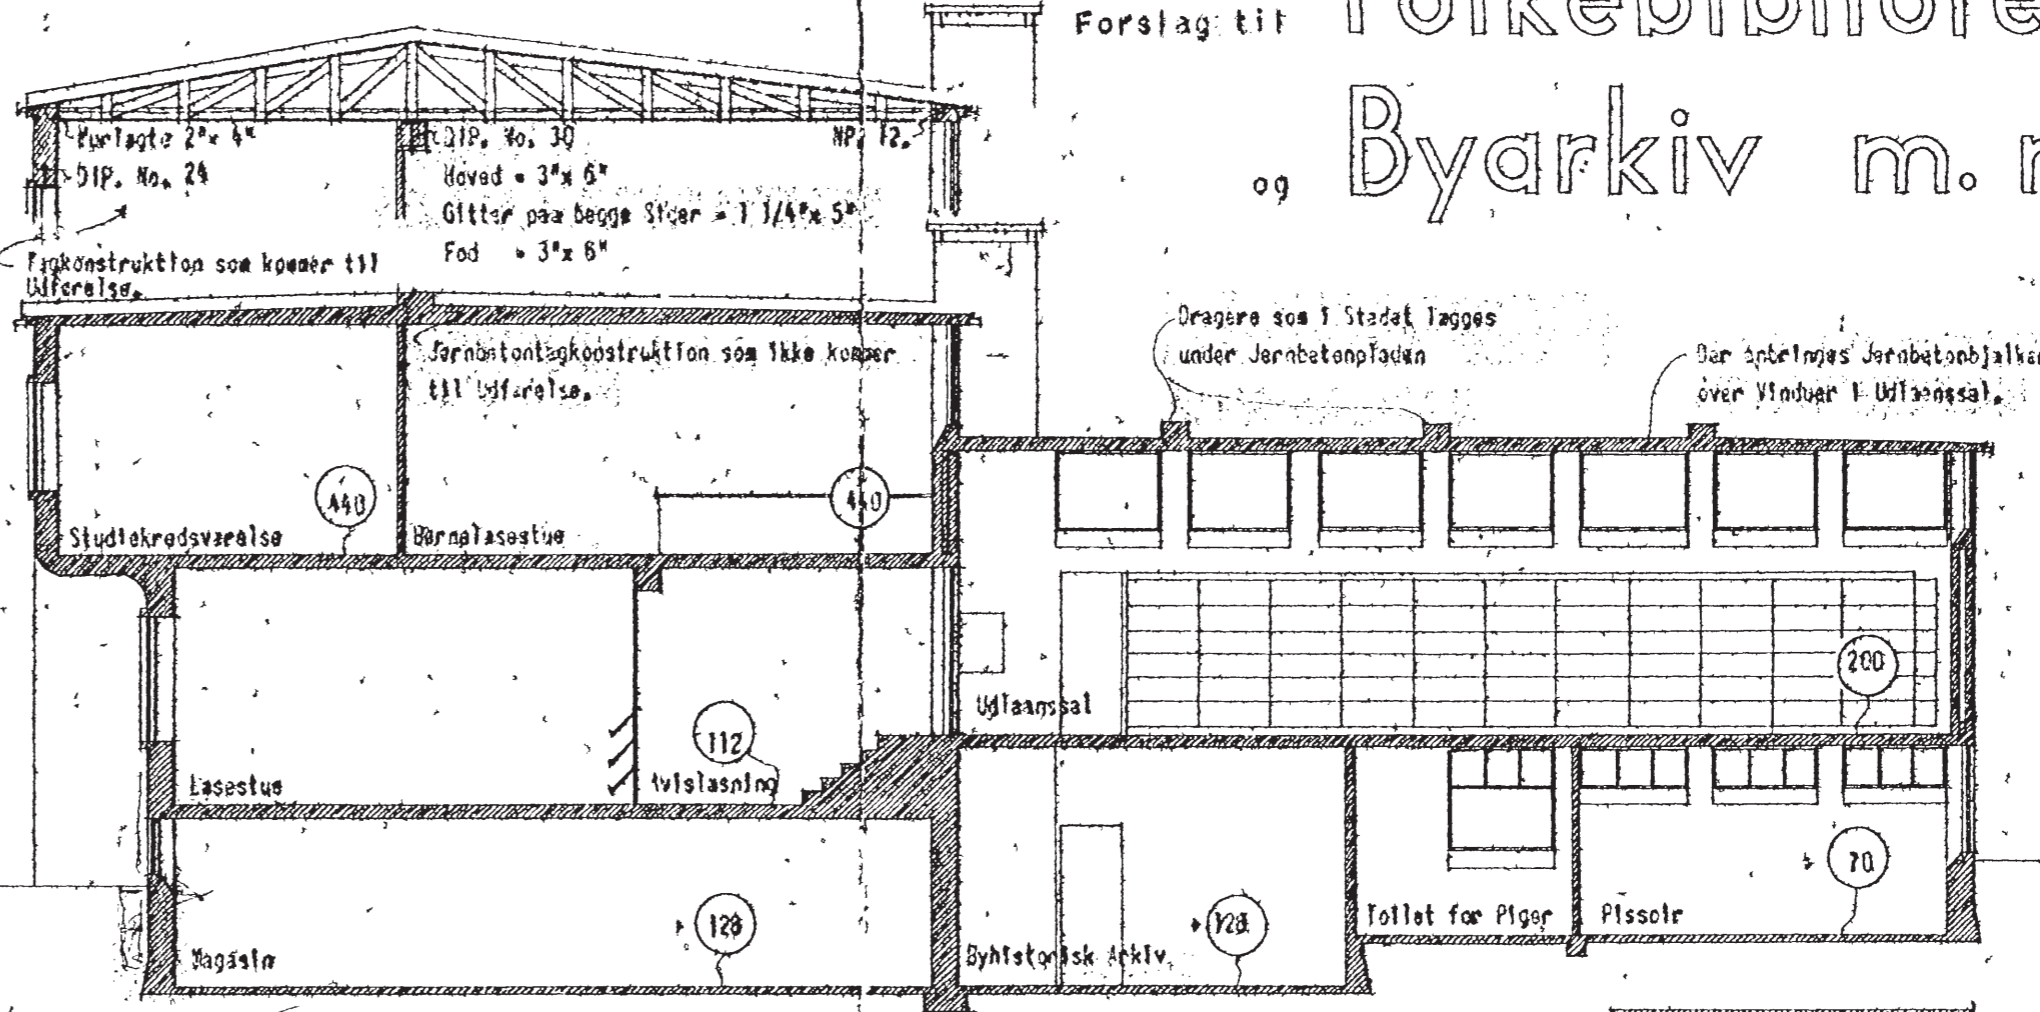 Forslag til
Folkebibliote
og Byarkiv m. m
Murlagte 2"x 4"
DIP. No. 24
DIP. No. 30
NP. 12.
Hoved = 3"x 6"
Gitter paa begge Sider = 1 1/4"x 5"
Fod = 3"x 6"
Tagkonstruktion som kommer til
Udførelse.
Jernbetontagkonstruktion som ikke kommer
til Udførelse.
Dragere som i Stedet lægges
under Jernbetonpladen
Der anbringes Jernbetonbjælker
over Vinduer i Udlaanssal.
440
440
Studiekredsværelse
Børnelæsestue
200
Udlaanssal
112
Læsestue
Avislæsning
70
128
128
Toilet for Piger
Pissoir
Magasin
Byhistorisk Arkiv